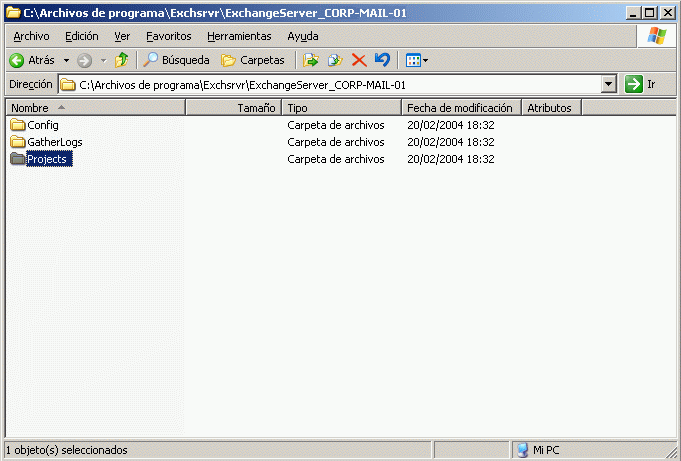 C:\Archivos de programa\Exchsrvr\ExchangeServer_CORP-MAIL-01
Archivo Edición Ver Favoritos Herramientas Ayuda
Atrás Búsqueda Carpetas
Dirección C:\Archivos de programa\Exchsrvr\ExchangeServer_CORP-MAIL-01 Ir
Nombre Tamaño Tipo Fecha de modificación Atributos
Config Carpeta de archivos 20/02/2004 18:32
GatherLogs Carpeta de archivos 20/02/2004 18:32
Projects Carpeta de archivos 20/02/2004 18:32
1 objeto(s) seleccionados Mi PC